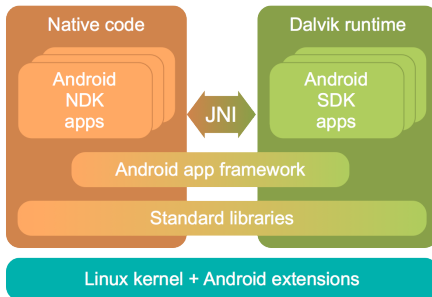 Native code
Dalvik runtime
Android
NDK
apps
JNI
Android
SDK
apps
Android app framework
Standard libraries
Linux kernel + Android extensions